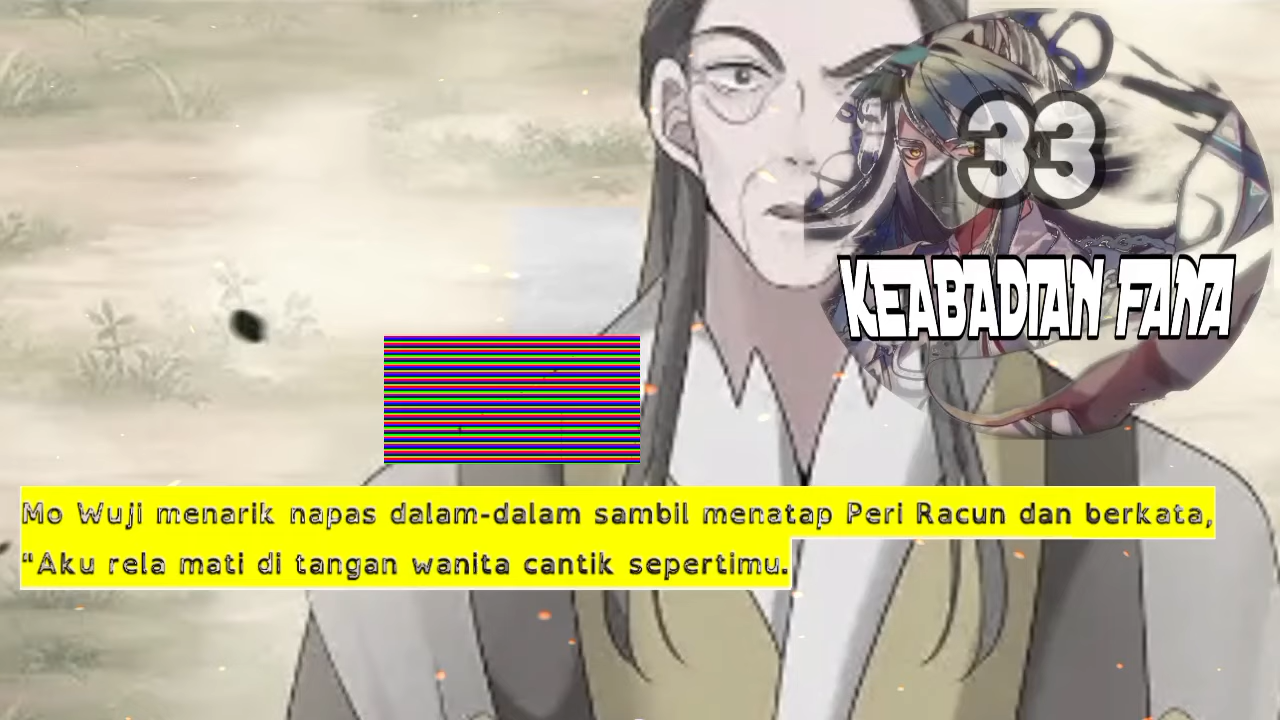 33
KEABADIAN FANA
Mo Wuji menarik napas dalam-dalam sambil menatap Peri Racun dan berkata,
"Aku rela mati di tangan wanita cantik sepertimu.